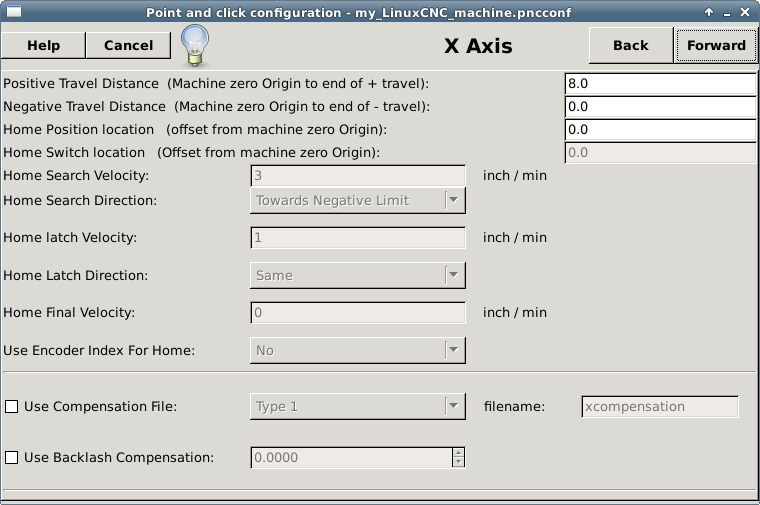 Point and click configuration - my_LinuxCNC_machine.pncconf
Help Cancel X Axis Back Forward
Positive Travel Distance (Machine zero Origin to end of + travel): 8.0
Negative Travel Distance (Machine zero Origin to end of - travel): 0.0
Home Position location (offset from machine zero Origin): 0.0
Home Switch location (Offset from machine zero Origin): 0.0
Home Search Velocity: 3 inch / min
Home Search Direction: Towards Negative Limit
Home latch Velocity: 1 inch / min
Home Latch Direction: Same
Home Final Velocity: 0 inch / min
Use Encoder Index For Home: No
Use Compensation File: Type 1 filename: xcompensation
Use Backlash Compensation: 0.0000